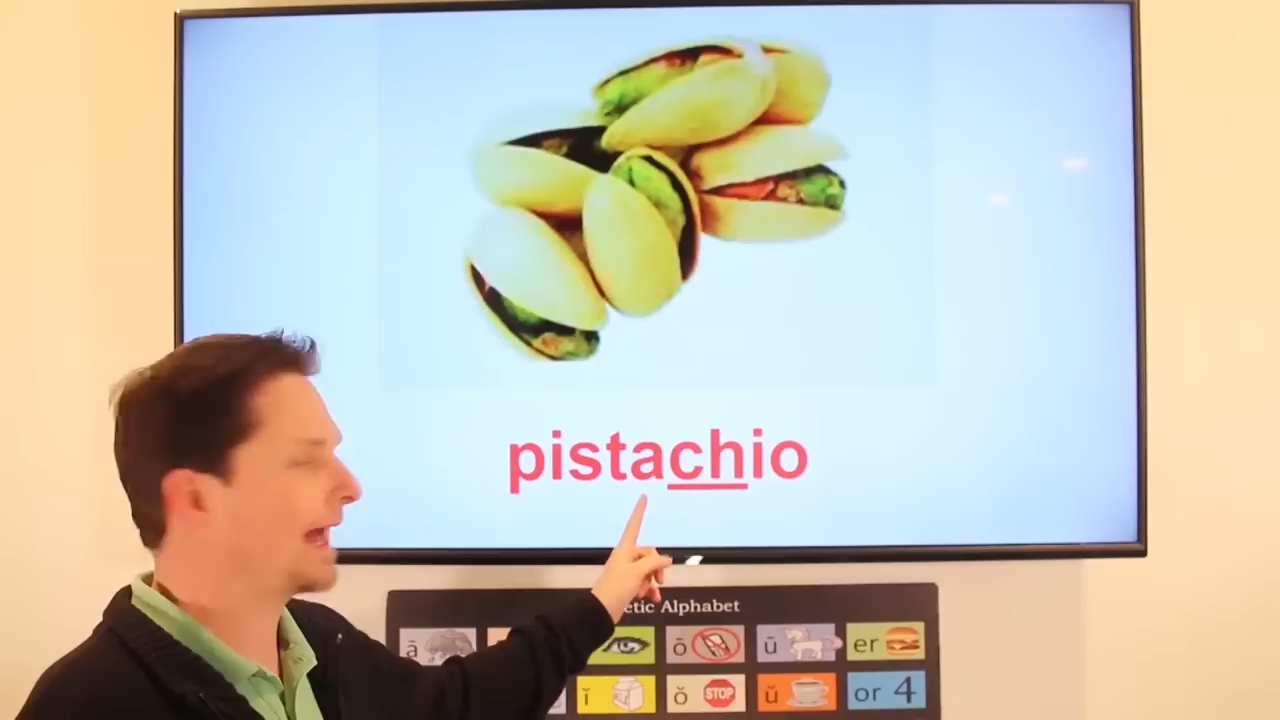 pistachio
etic Alphabet
ā
ō
ū
er
ĭ
ŏ
STOP
ŭ
or 4